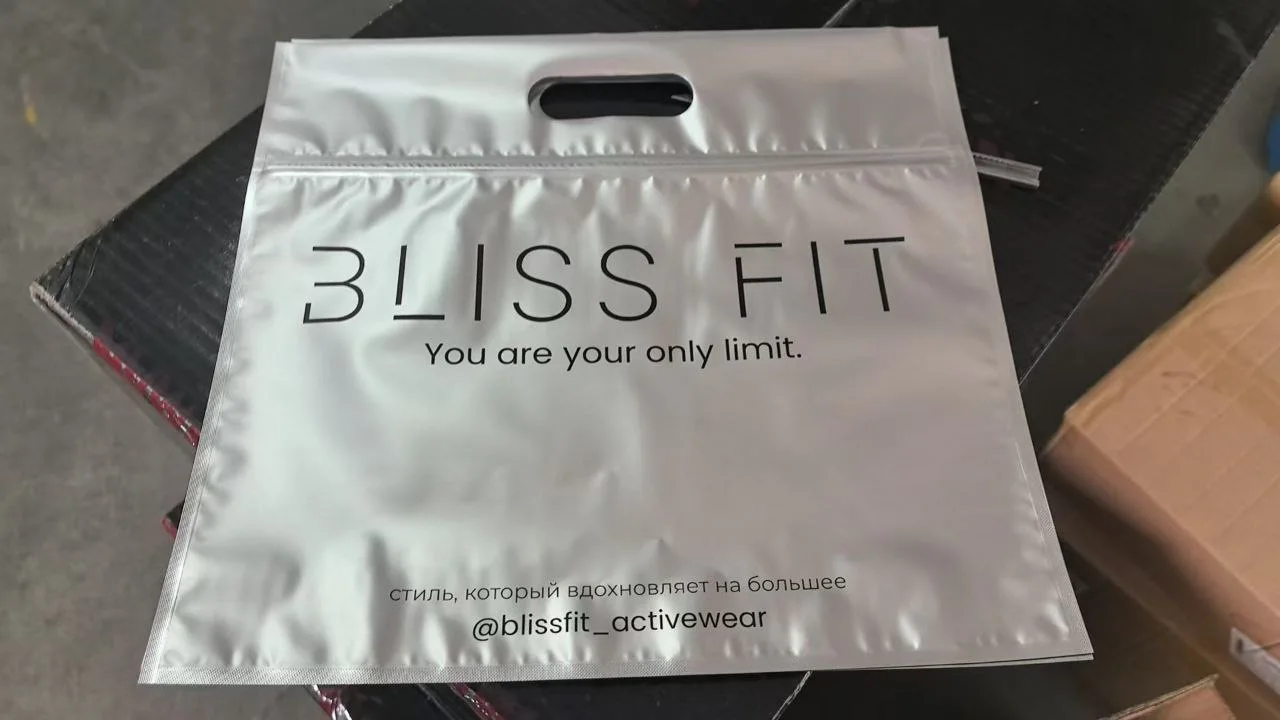 BLISS FIT
You are your only limit.
стиль, который вдохновляет на большее
@blissfit_activewear